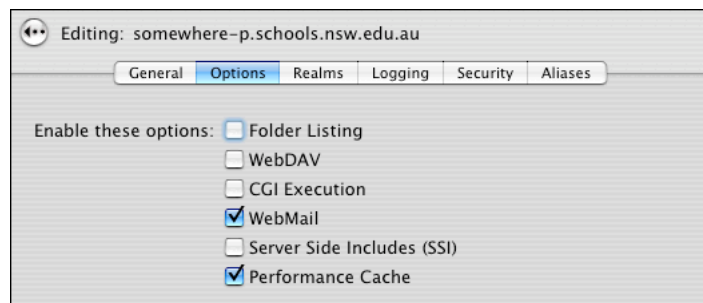 Editing: somewhere-p.schools.nsw.edu.au
General Options Realms Logging Security Aliases
Enable these options: Folder Listing
WebDAV
CGI Execution
WebMail
Server Side Includes (SSI)
Performance Cache